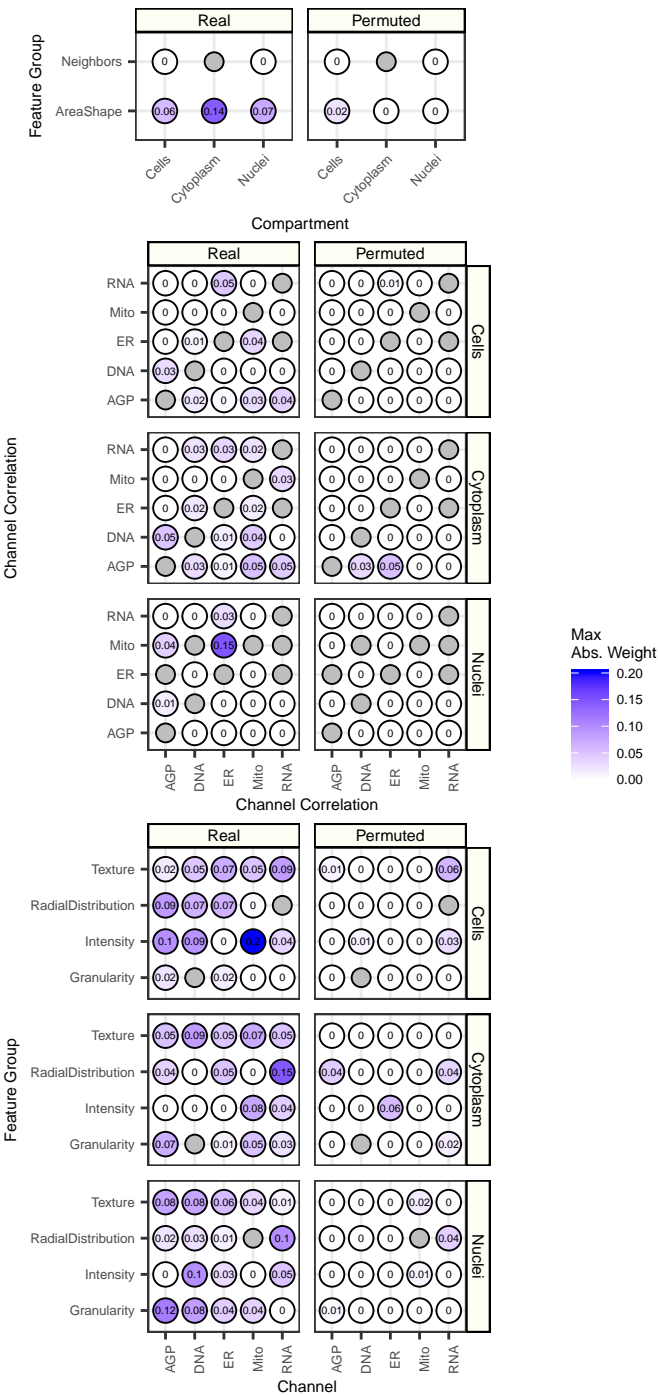 Real Permuted
Feature Group
Neighbors 0 0 0 0
AreaShape 0.06 0.14 0.07 0.02 0 0
Cells Cytoplasm Nuclei Cells Cytoplasm Nuclei
Compartment
Real Permuted
Channel Correlation
RNA 0 0 0.05 0 0 0 0.01 0
Mito 0 0 0 0 0 0 0 0
ER 0 0.01 0.04 0 0 0
DNA 0.03 0 0 0 0 0 0 0
AGP 0.02 0 0.03 0.04 0 0 0 0
Cells
RNA 0 0.03 0.03 0.02 0 0 0 0
Mito 0 0 0 0.03 0 0 0 0
ER 0 0.02 0.02 0 0 0
DNA 0.05 0.01 0.04 0 0 0 0 0
AGP 0.03 0.01 0.05 0.05 0.03 0.05 0 0
Cytoplasm
RNA 0 0 0.03 0 0 0 0 0
Mito 0.04 0.15 0 0
ER 0 0 0 0
DNA 0.01 0 0 0 0 0 0 0
AGP 0 0 0 0 0 0 0 0
Nuclei
AGP DNA ER Mito RNA AGP DNA ER Mito RNA
Channel Correlation
Max
Abs. Weight
0.20
0.15
0.10
0.05
0.00
Real Permuted
Feature Group
Texture 0.02 0.05 0.07 0.05 0.09 0.01 0 0 0 0.06
RadialDistribution 0.09 0.07 0.07 0 0 0 0 0
Intensity 0.1 0.09 0 0.2 0.04 0 0.01 0 0 0.03
Granularity 0.02 0.02 0 0 0 0 0 0
Cells
Texture 0.05 0.09 0.05 0.07 0.05 0 0 0 0 0
RadialDistribution 0.04 0 0.05 0 0.15 0.04 0 0 0 0.04
Intensity 0 0 0 0.08 0.04 0 0 0.06 0 0
Granularity 0.07 0.01 0.05 0.03 0 0 0 0.02
Cytoplasm
Texture 0.08 0.08 0.06 0.04 0.01 0 0 0 0.02 0
RadialDistribution 0.02 0.03 0.01 0.1 0 0 0 0.04
Intensity 0 0.1 0.03 0 0.05 0 0 0 0.01 0
Granularity 0.12 0.08 0.04 0.04 0 0.01 0 0 0 0
Nuclei
AGP DNA ER Mito RNA AGP DNA ER Mito RNA
Channel